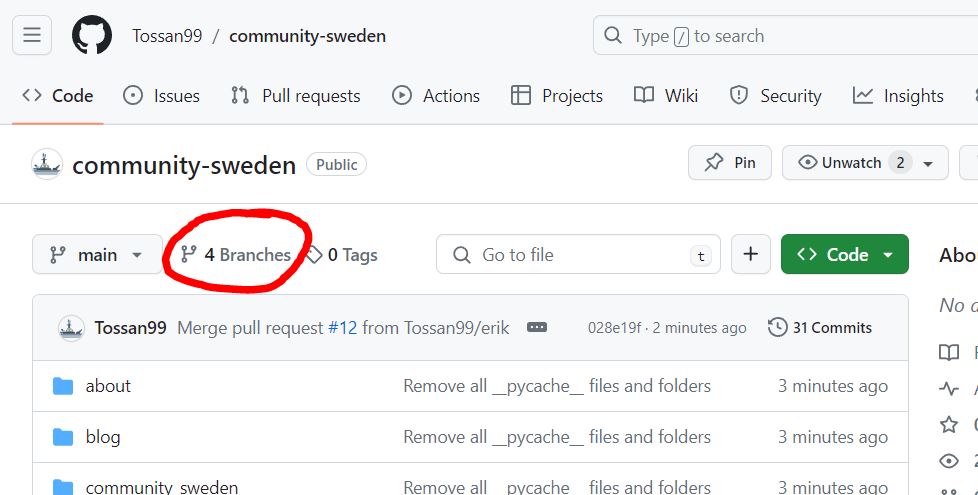 Tossan99 / community-sweden Type / to search
Code Issues Pull requests Actions Projects Wiki Security Insights
community-sweden Public Pin Unwatch 2
main 4 Branches 0 Tags Go to file t + Code
Tossan99 Merge pull request #12 from Tossan99/erik 028e19f · 2 minutes ago 31 Commits
about Remove all __pycache__ files and folders 3 minutes ago
blog Remove all __pycache__ files and folders 3 minutes ago
community_sweden Remove all __pycache__ files and folders 3 minutes ago